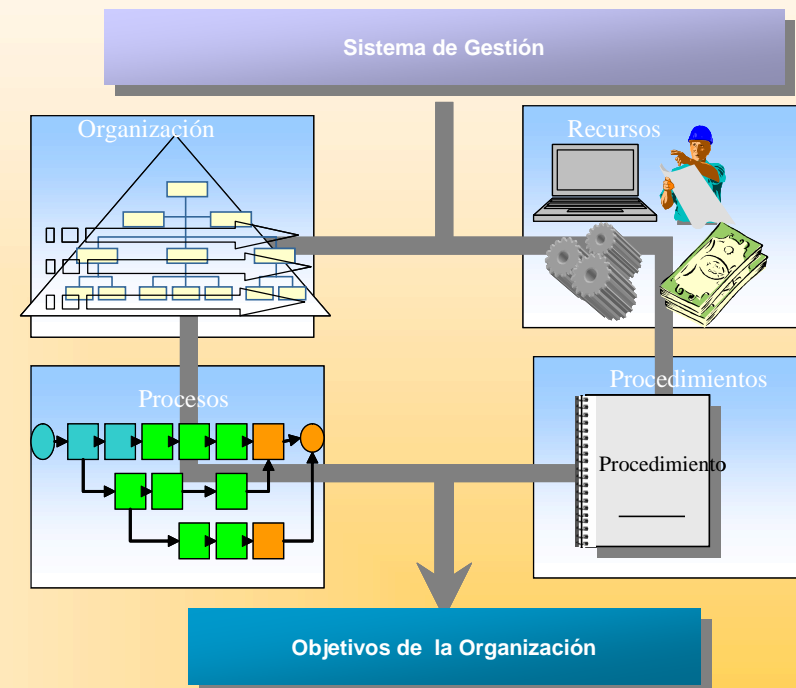 Sistema de Gestión
Organización
Recursos
Procesos
Procedimientos
Procedimiento
Objetivos de la Organización